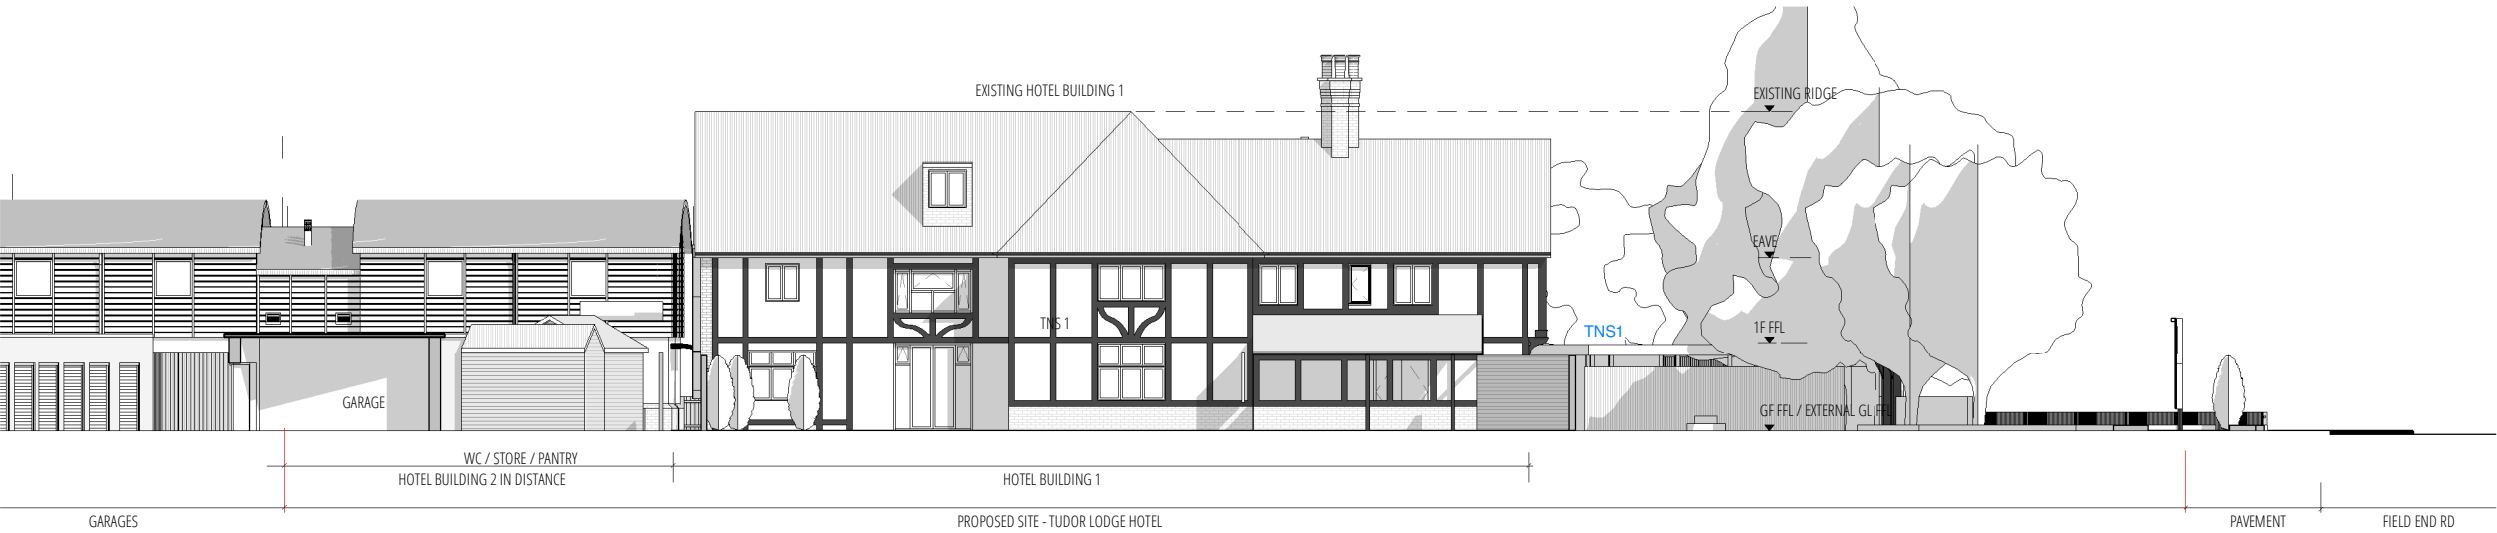 EXISTING HOTEL BUILDING 1
EXISTING RIDGE
EAVE
TNS 1
TNS1
1F FFL
GARAGE
GF FFL / EXTERNAL GL FFL
WC / STORE / PANTRY
HOTEL BUILDING 2 IN DISTANCE
HOTEL BUILDING 1
GARAGES
PROPOSED SITE - TUDOR LODGE HOTEL
PAVEMENT
FIELD END RD